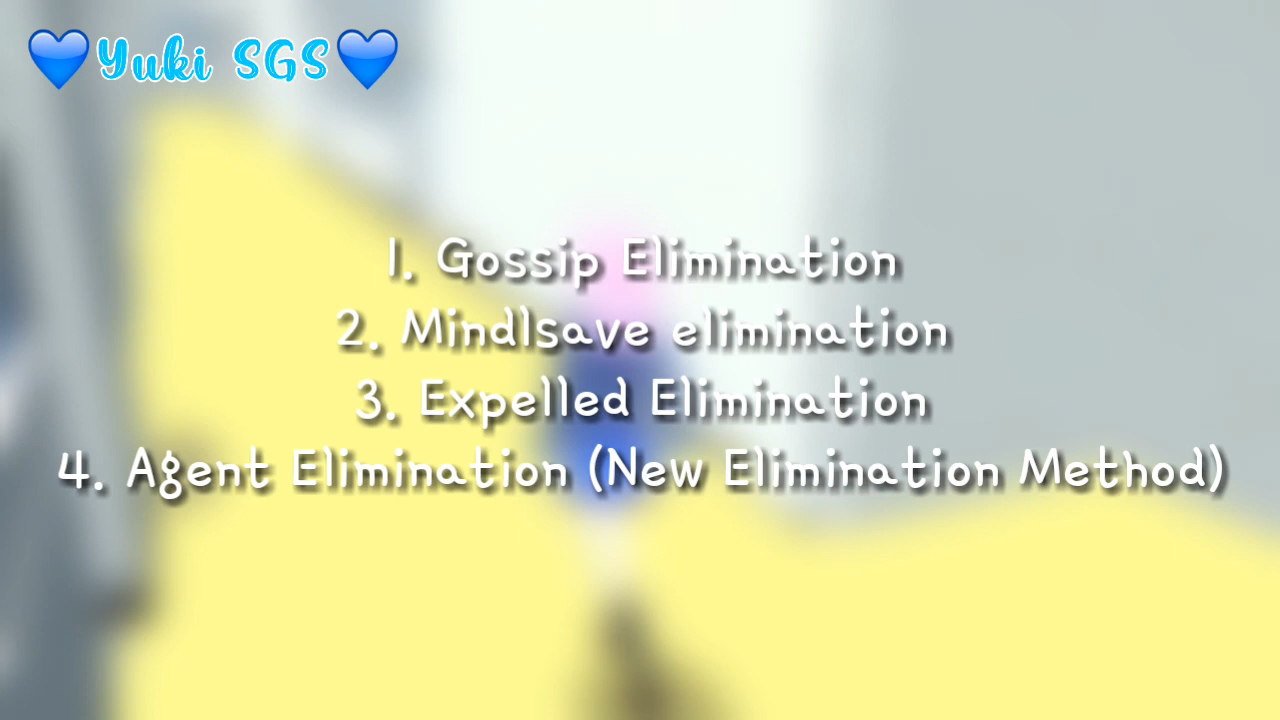 💙Yuki SGS💙
1. Gossip Elimination
2. Mindlsave elimination
3. Expelled Elimination
4. Agent Elimination (New Elimination Method)